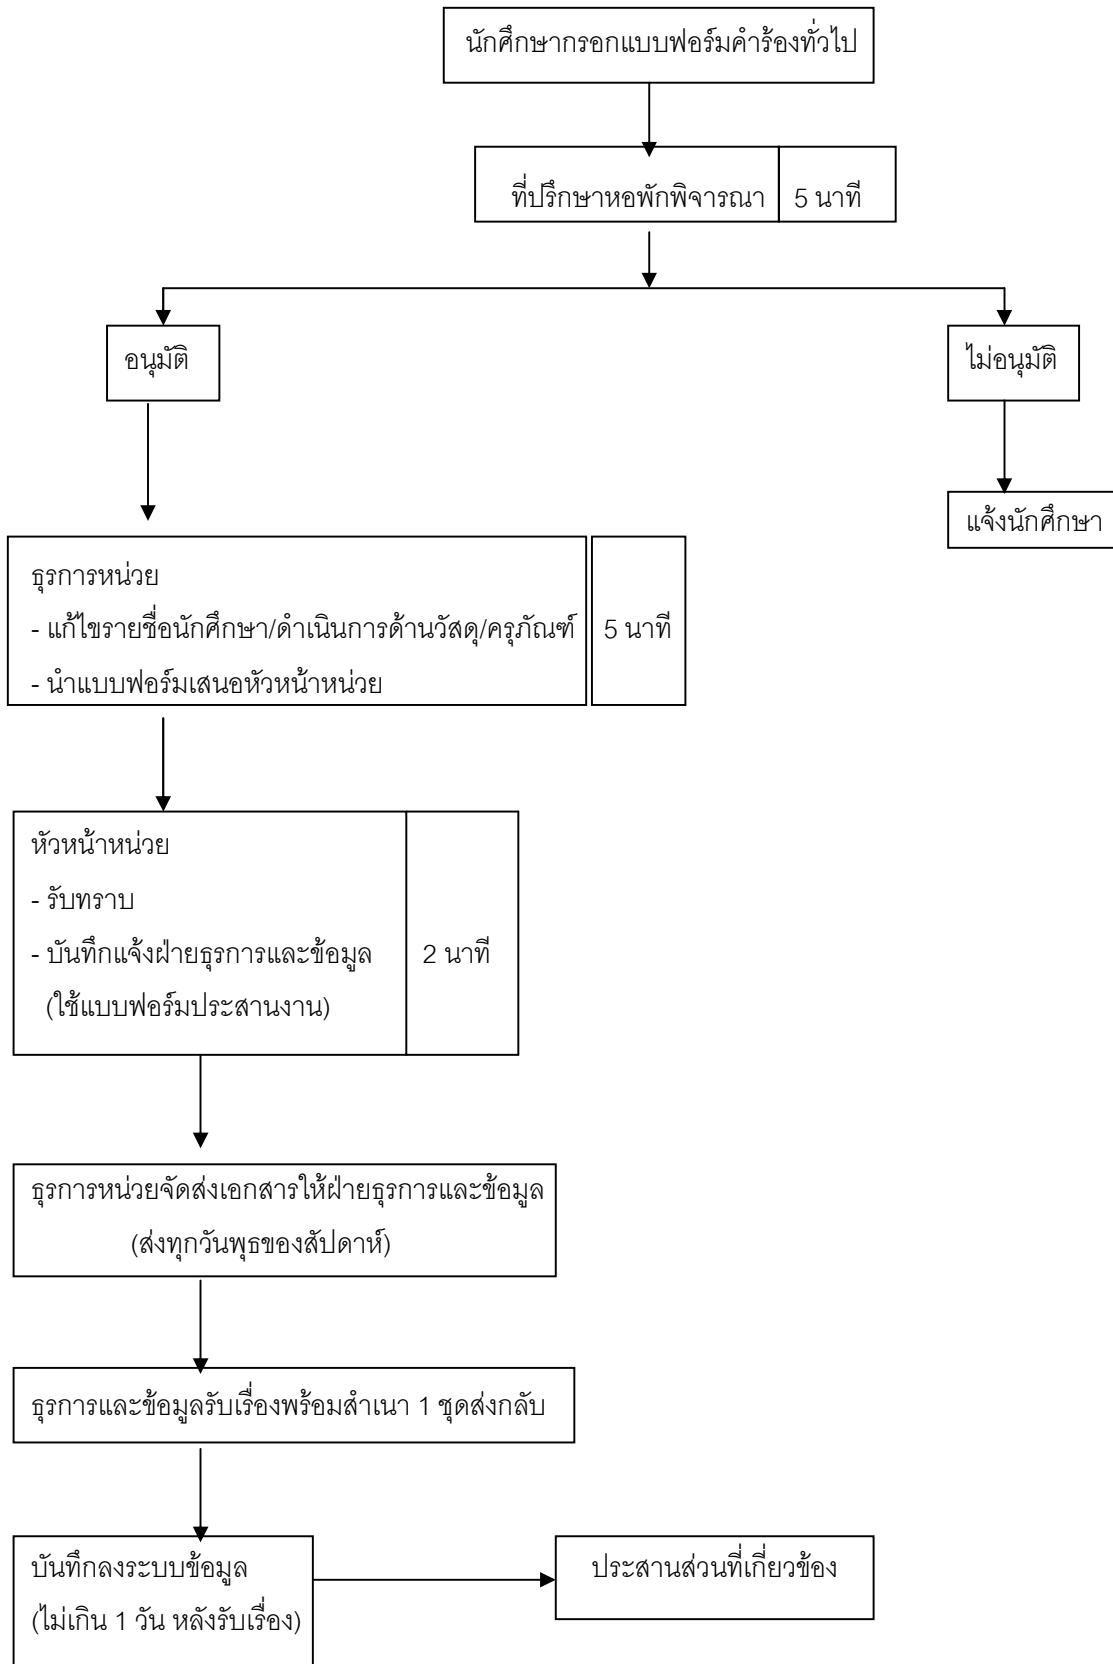 นักศึกษากรอกแบบฟอร์มคำร้องทั่วไป
ที่ปรึกษาหอพักพิจารณา
5 นาที
อนุมัติ
ไม่อนุมัติ
แจ้งนักศึกษา
ธุรการหน่วย
- แก้ไขรายชื่อนักศึกษา/ดำเนินการด้านวัสดุ/ครุภัณฑ์
- นำแบบฟอร์มเสนอหัวหน้าหน่วย
5 นาที
หัวหน้าหน่วย
- รับทราบ
- บันทึกแจ้งฝ่ายธุรการและข้อมูล
(ใช้แบบฟอร์มประสานงาน)
2 นาที
ธุรการหน่วยจัดส่งเอกสารให้ฝ่ายธุรการและข้อมูล
(ส่งทุกวันพุธของสัปดาห์)
ธุรการและข้อมูลรับเรื่องพร้อมสำเนา 1 ชุดส่งกลับ
บันทึกลงระบบข้อมูล
(ไม่เกิน 1 วัน หลังรับเรื่อง)
ประสานส่วนที่เกี่ยวข้อง